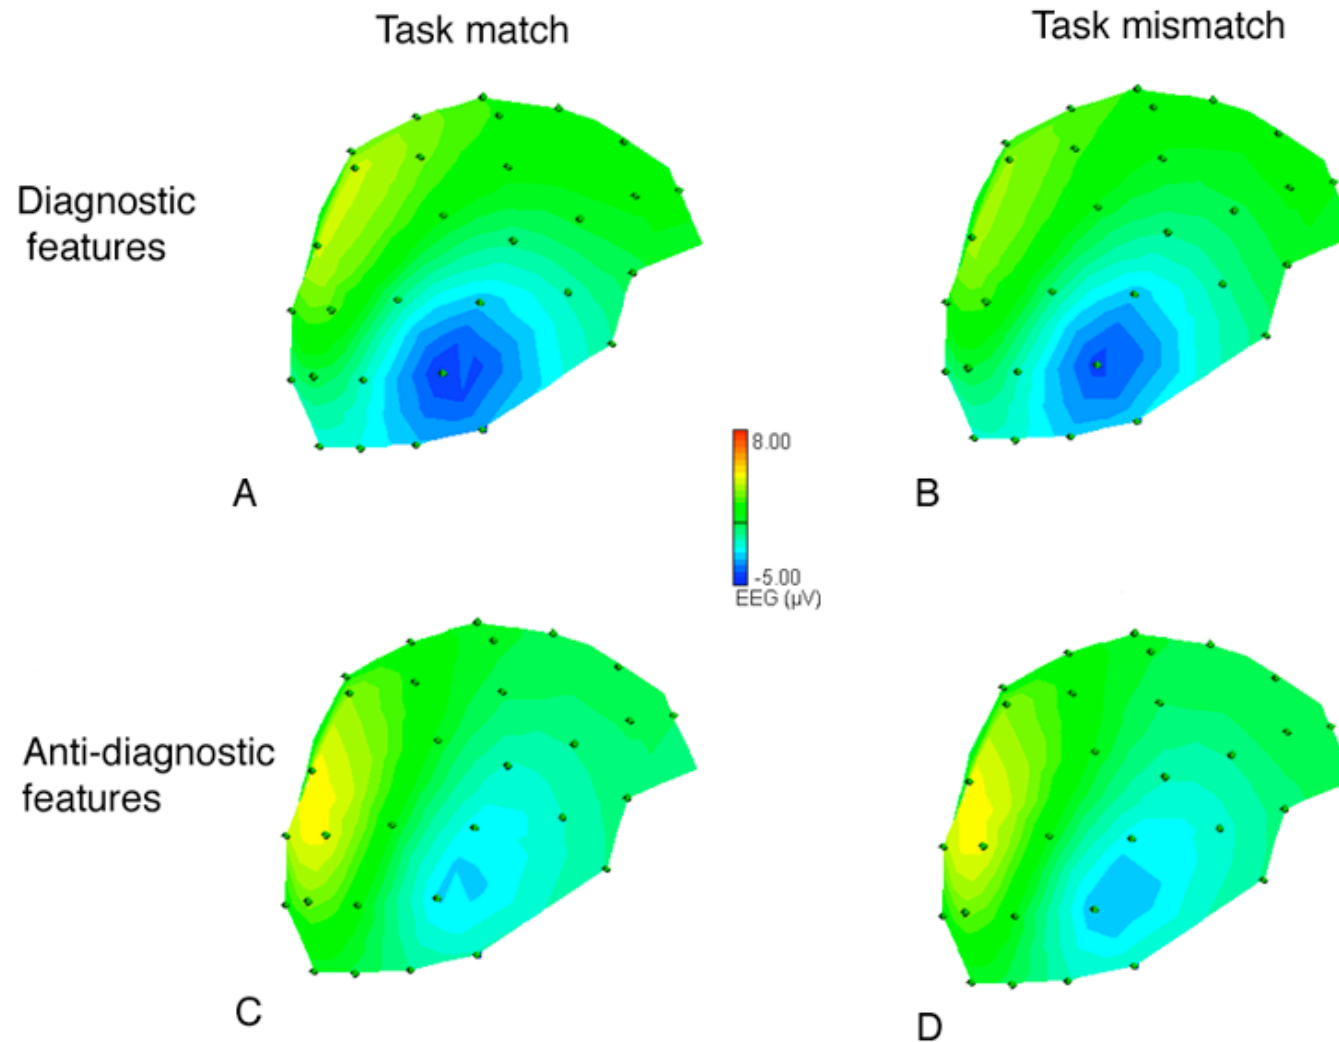 Task match
Task mismatch
Diagnostic
features
A
B
8.00
-5.00
EEG (µV)
Anti-diagnostic
features
C
D